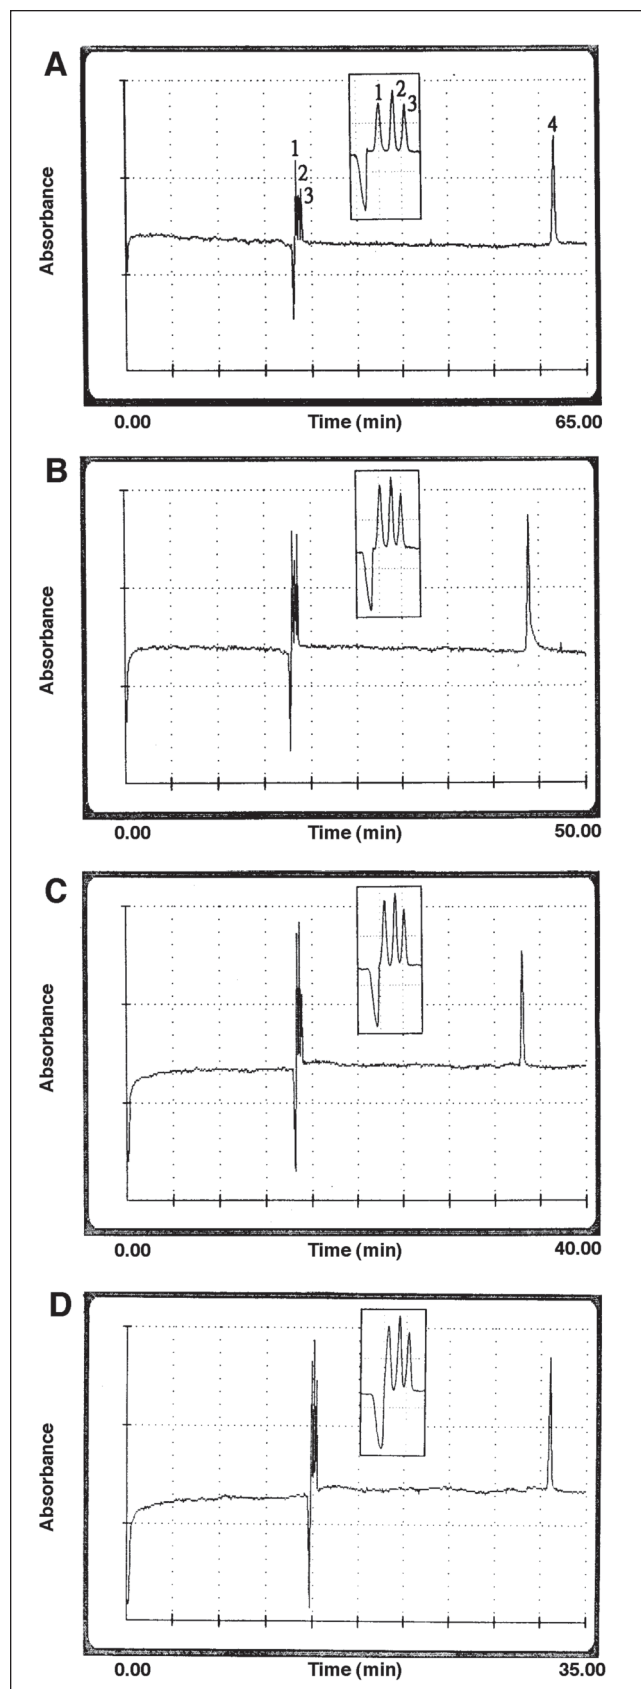 A
1
2
3
1
2
3
4
Absorbance
0.00 Time (min) 65.00
B
Absorbance
0.00 Time (min) 50.00
C
Absorbance
0.00 Time (min) 40.00
D
Absorbance
0.00 Time (min) 35.00